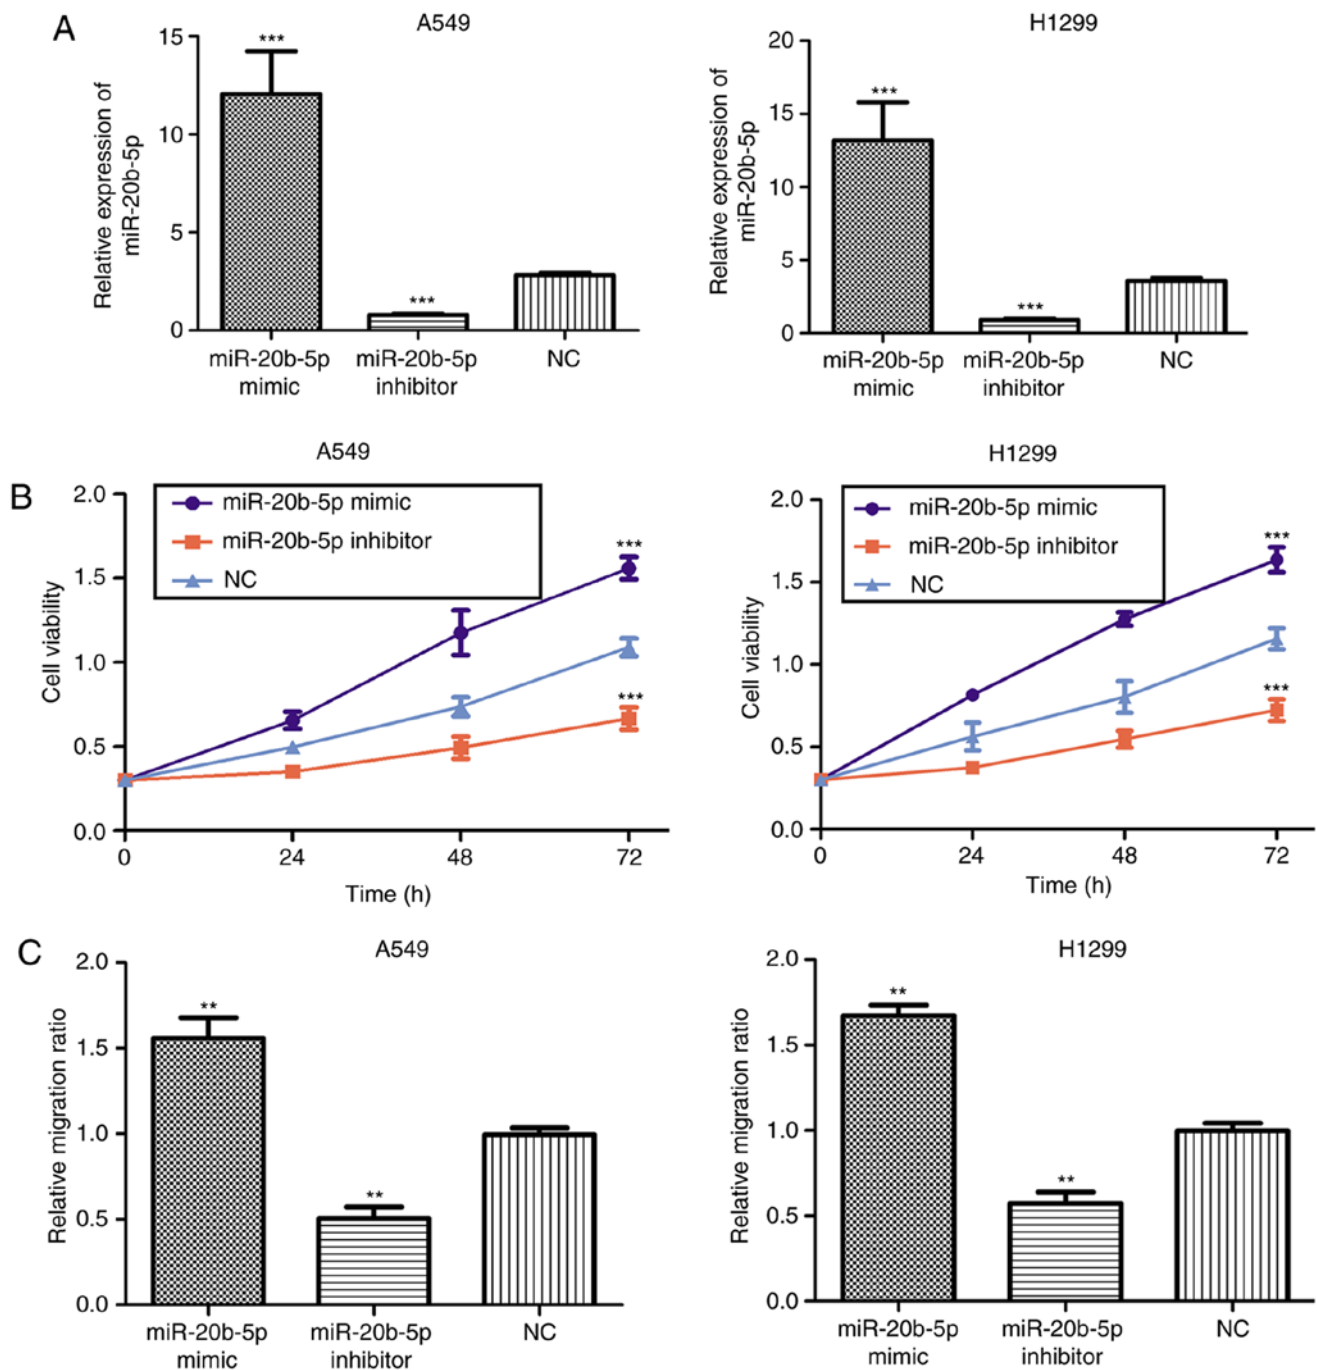 A
A549
Relative expression of
miR-20b-5p
15
10
5
0
***
***
miR-20b-5p
mimic
miR-20b-5p
inhibitor
NC
H1299
Relative expression of
miR-20b-5p
20
15
10
5
0
***
***
miR-20b-5p
mimic
miR-20b-5p
inhibitor
NC
B
A549
Cell viability
2.0
1.5
1.0
0.5
0.0
miR-20b-5p mimic
miR-20b-5p inhibitor
NC
***
***
0 24 48 72
Time (h)
H1299
Cell viability
2.0
1.5
1.0
0.5
0.0
miR-20b-5p mimic
miR-20b-5p inhibitor
NC
***
***
0 24 48 72
Time (h)
C
A549
Relative migration ratio
2.0
1.5
1.0
0.5
0.0
**
**
miR-20b-5p
mimic
miR-20b-5p
inhibitor
NC
H1299
Relative migration ratio
2.0
1.5
1.0
0.5
0.0
**
**
miR-20b-5p
mimic
miR-20b-5p
inhibitor
NC